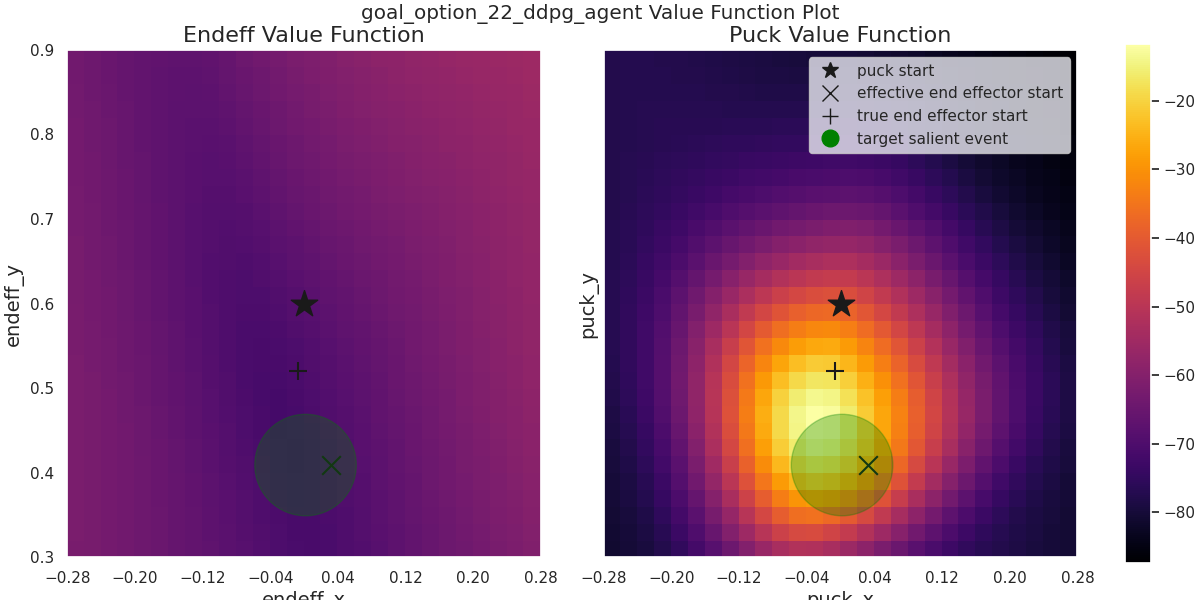 goal_option_22_ddpg_agent Value Function Plot
Endeff Value Function
0.9
0.8
0.7
0.6
0.5
0.4
0.3
endeff_y
−0.28 −0.20 −0.12 −0.04 0.04 0.12 0.20 0.28
endeff_x
Puck Value Function
puck start
effective end effector start
true end effector start
target salient event
puck_y
−0.28 −0.20 −0.12 −0.04 0.04 0.12 0.20 0.28
puck_x
−20
−30
−40
−50
−60
−70
−80